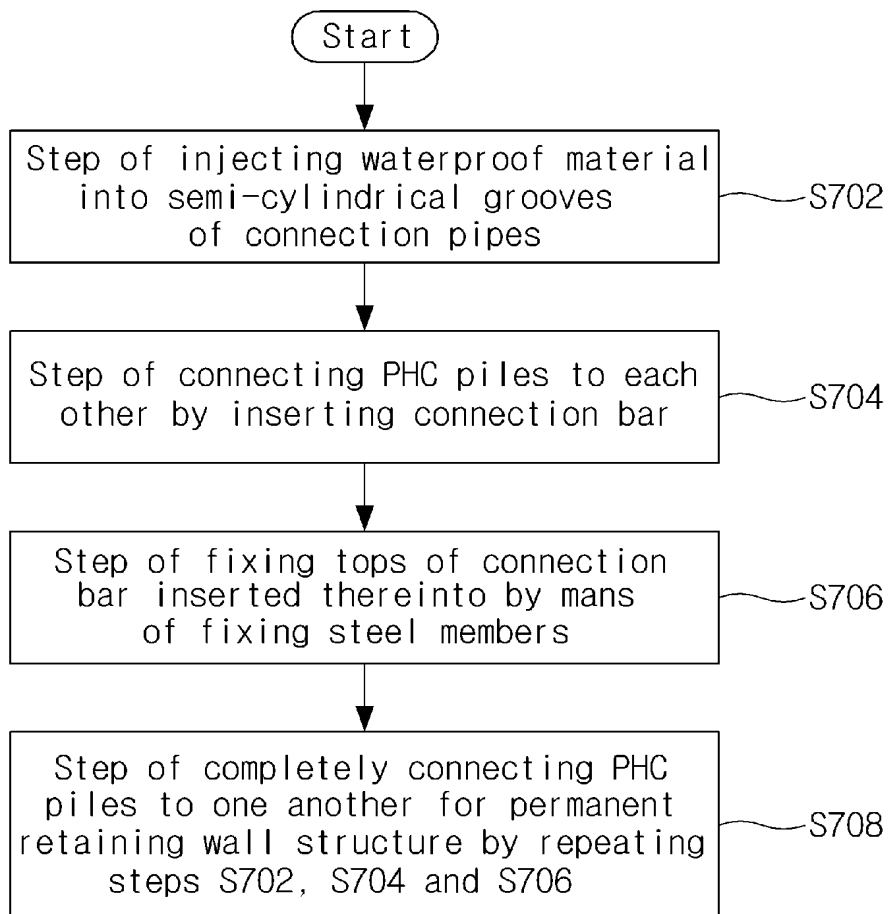 Start
Step of injecting waterproof material
into semi-cylindrical grooves
of connection pipes
S702
Step of connecting PHC piles to each
other by inserting connection bar
S704
Step of fixing tops of connection
bar inserted thereinto by mans
of fixing steel members
S706
Step of completely connecting PHC
piles to one another for permanent
retaining wall structure by repeating
steps S702, S704 and S706
S708